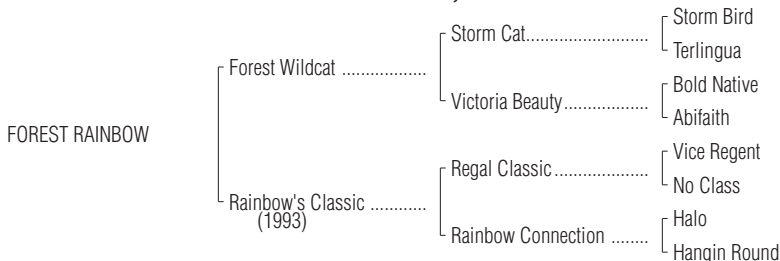 Storm Bird
Storm Cat..........................
Terlingua
Forest Wildcat ..................
Bold Native
Victoria Beauty..................
Abifaith
FOREST RAINBOW
Vice Regent
Regal Classic....................
No Class
Rainbow's Classic ............
(1993)
Halo
Rainbow Connection ........
Hangin Round